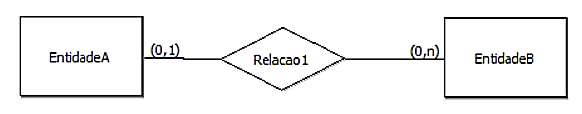 EntidadeA
(0,1)
Relacao1
(0,n)
EntidadeB